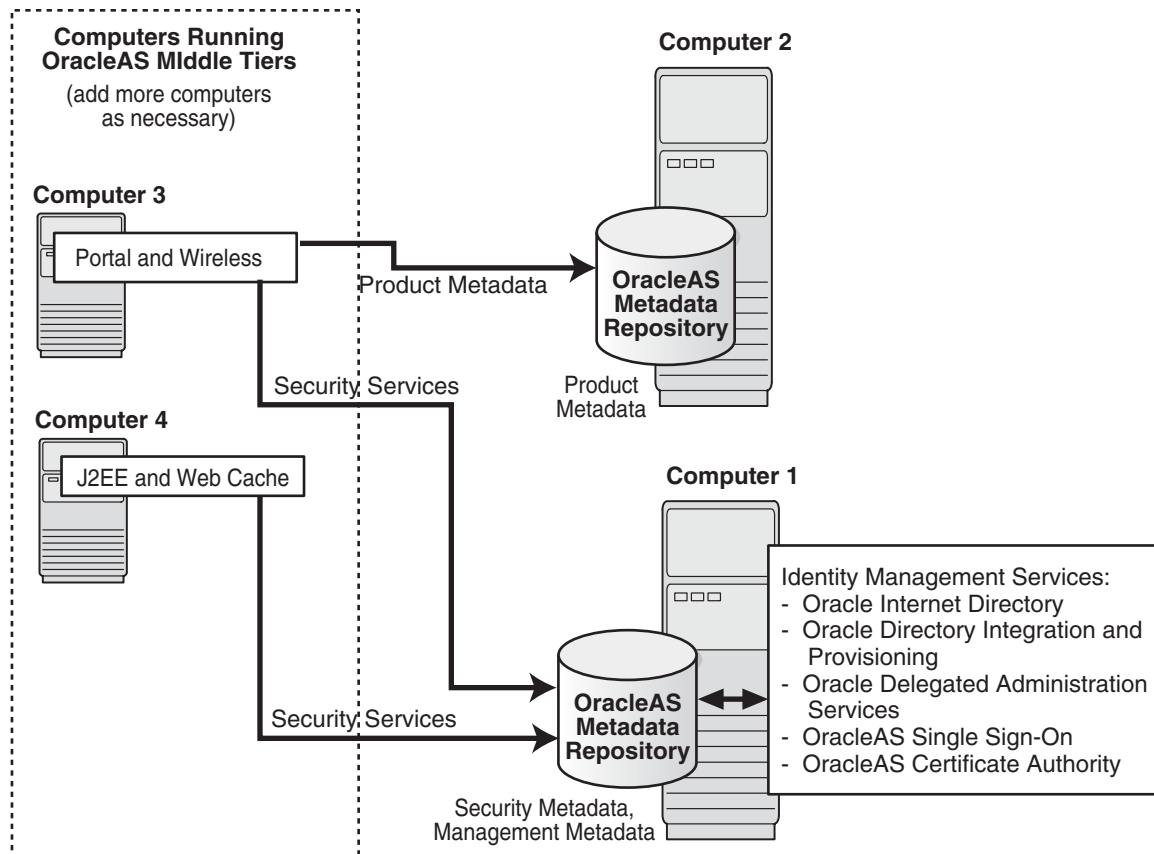 Computers Running
OracleAS MIddle Tiers
(add more computers
as necessary)
Computer 2
Computer 3
Portal and Wireless
Product Metadata
OracleAS
Metadata
Repository
Product
Metadata
Security Services
Computer 4
J2EE and Web Cache
Computer 1
Identity Management Services:
- Oracle Internet Directory
- Oracle Directory Integration and
Provisioning
- Oracle Delegated Administration
Services
- OracleAS Single Sign-On
- OracleAS Certificate Authority
Security Services
OracleAS
Metadata
Repository
Security Metadata,
Management Metadata